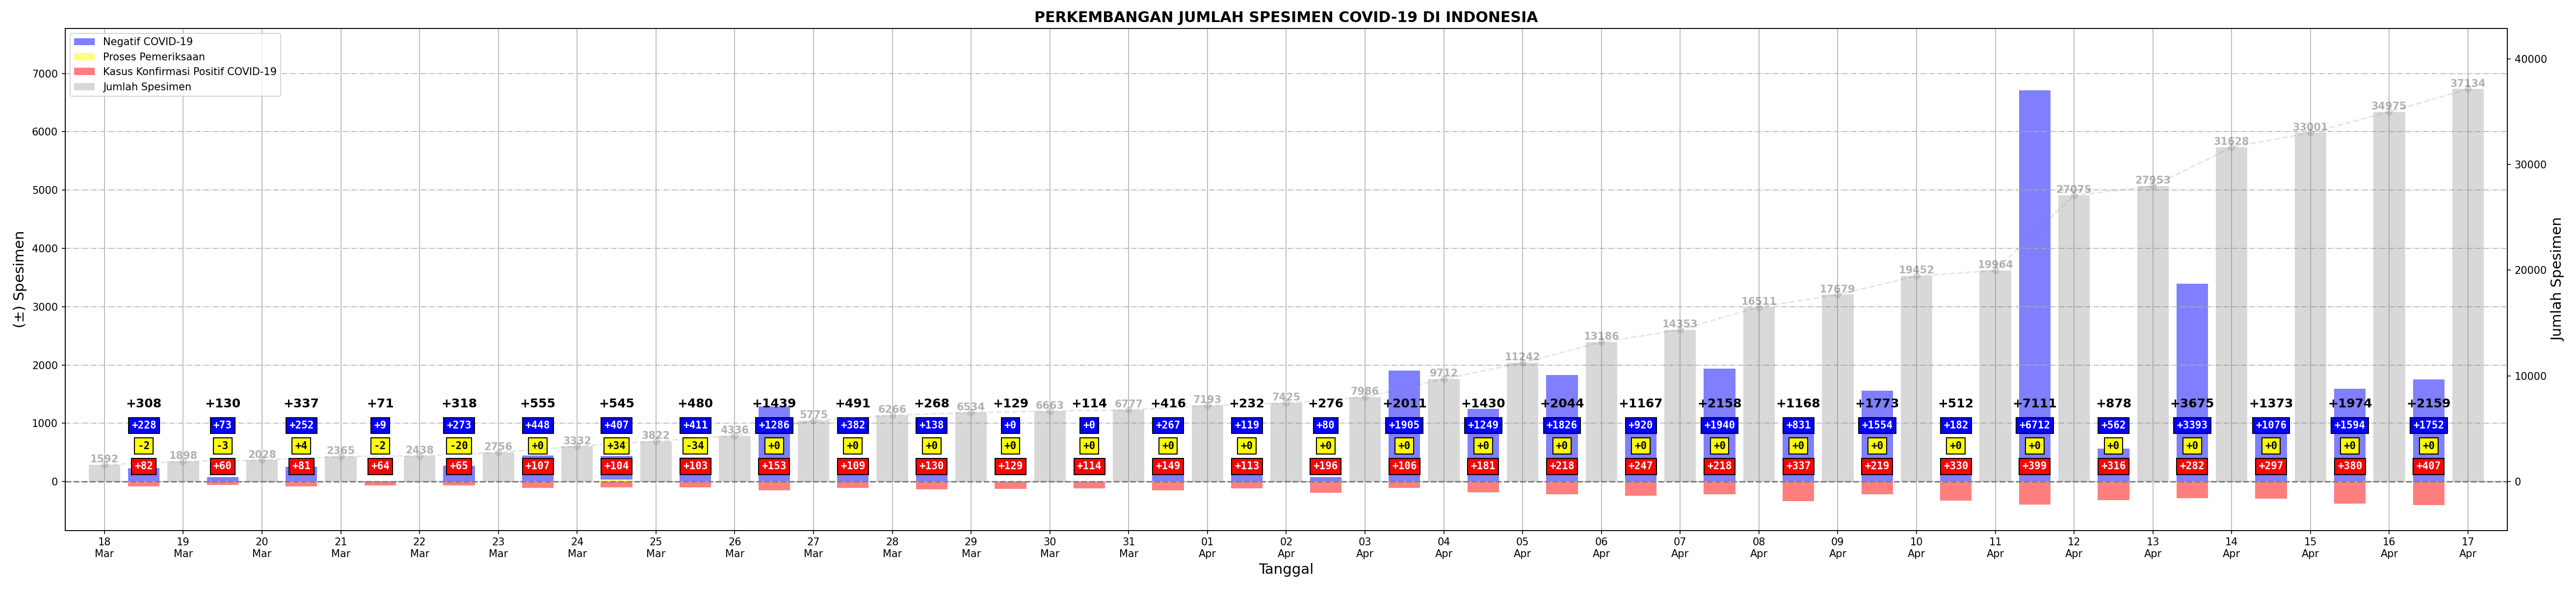 PERKEMBANGAN JUMLAH SPESIMEN COVID-19 DI INDONESIA
Negatif COVID-19
Proses Pemeriksaan
Kasus Konfirmasi Positif COVID-19
Jumlah Spesimen
(±) Spesimen
7000
6000
5000
4000
3000
2000
1000
0
40000
30000
20000
10000
0
Jumlah Spesimen
1592 1898 2028 2365 2438 2756 3332 3822 4336 5775 6266 6534 6663 6777 7193 7425 7986 9712 11242 13186 14353 16511 17679 19452 19964 27075 27953 31628 33001 34975 37134
+308 +130 +337 +71 +318 +555 +545 +480 +1439 +491 +268 +129 +114 +416 +232 +276 +2011 +1430 +2044 +1167 +2158 +1168 +1773 +512 +7111 +878 +3675 +1373 +1974 +2159
+228 +73 +252 +9 +273 +448 +407 +411 +1286 +382 +138 +0 +0 +267 +119 +80 +1905 +1249 +1826 +920 +1940 +831 +1554 +182 +6712 +562 +3393 +1076 +1594 +1752
-2 -3 +4 -2 -20 +0 +34 -34 +0 +0 +0 +0 +0 +0 +0 +0 +0 +0 +0 +0 +0 +0 +0 +0 +0 +0 +0 +0 +0 +0
+82 +60 +81 +64 +65 +107 +104 +103 +153 +109 +130 +129 +114 +149 +113 +196 +106 +181 +218 +247 +218 +337 +219 +330 +399 +316 +282 +297 +380 +407
18 19 20 21 22 23 24 25 26 27 28 29 30 31 01 02 03 04 05 06 07 08 09 10 11 12 13 14 15 16 17
Mar Mar Mar Mar Mar Mar Mar Mar Mar Mar Mar Mar Mar Mar Apr Apr Apr Apr Apr Apr Apr Apr Apr Apr Apr Apr Apr Apr Apr Apr Apr
Tanggal